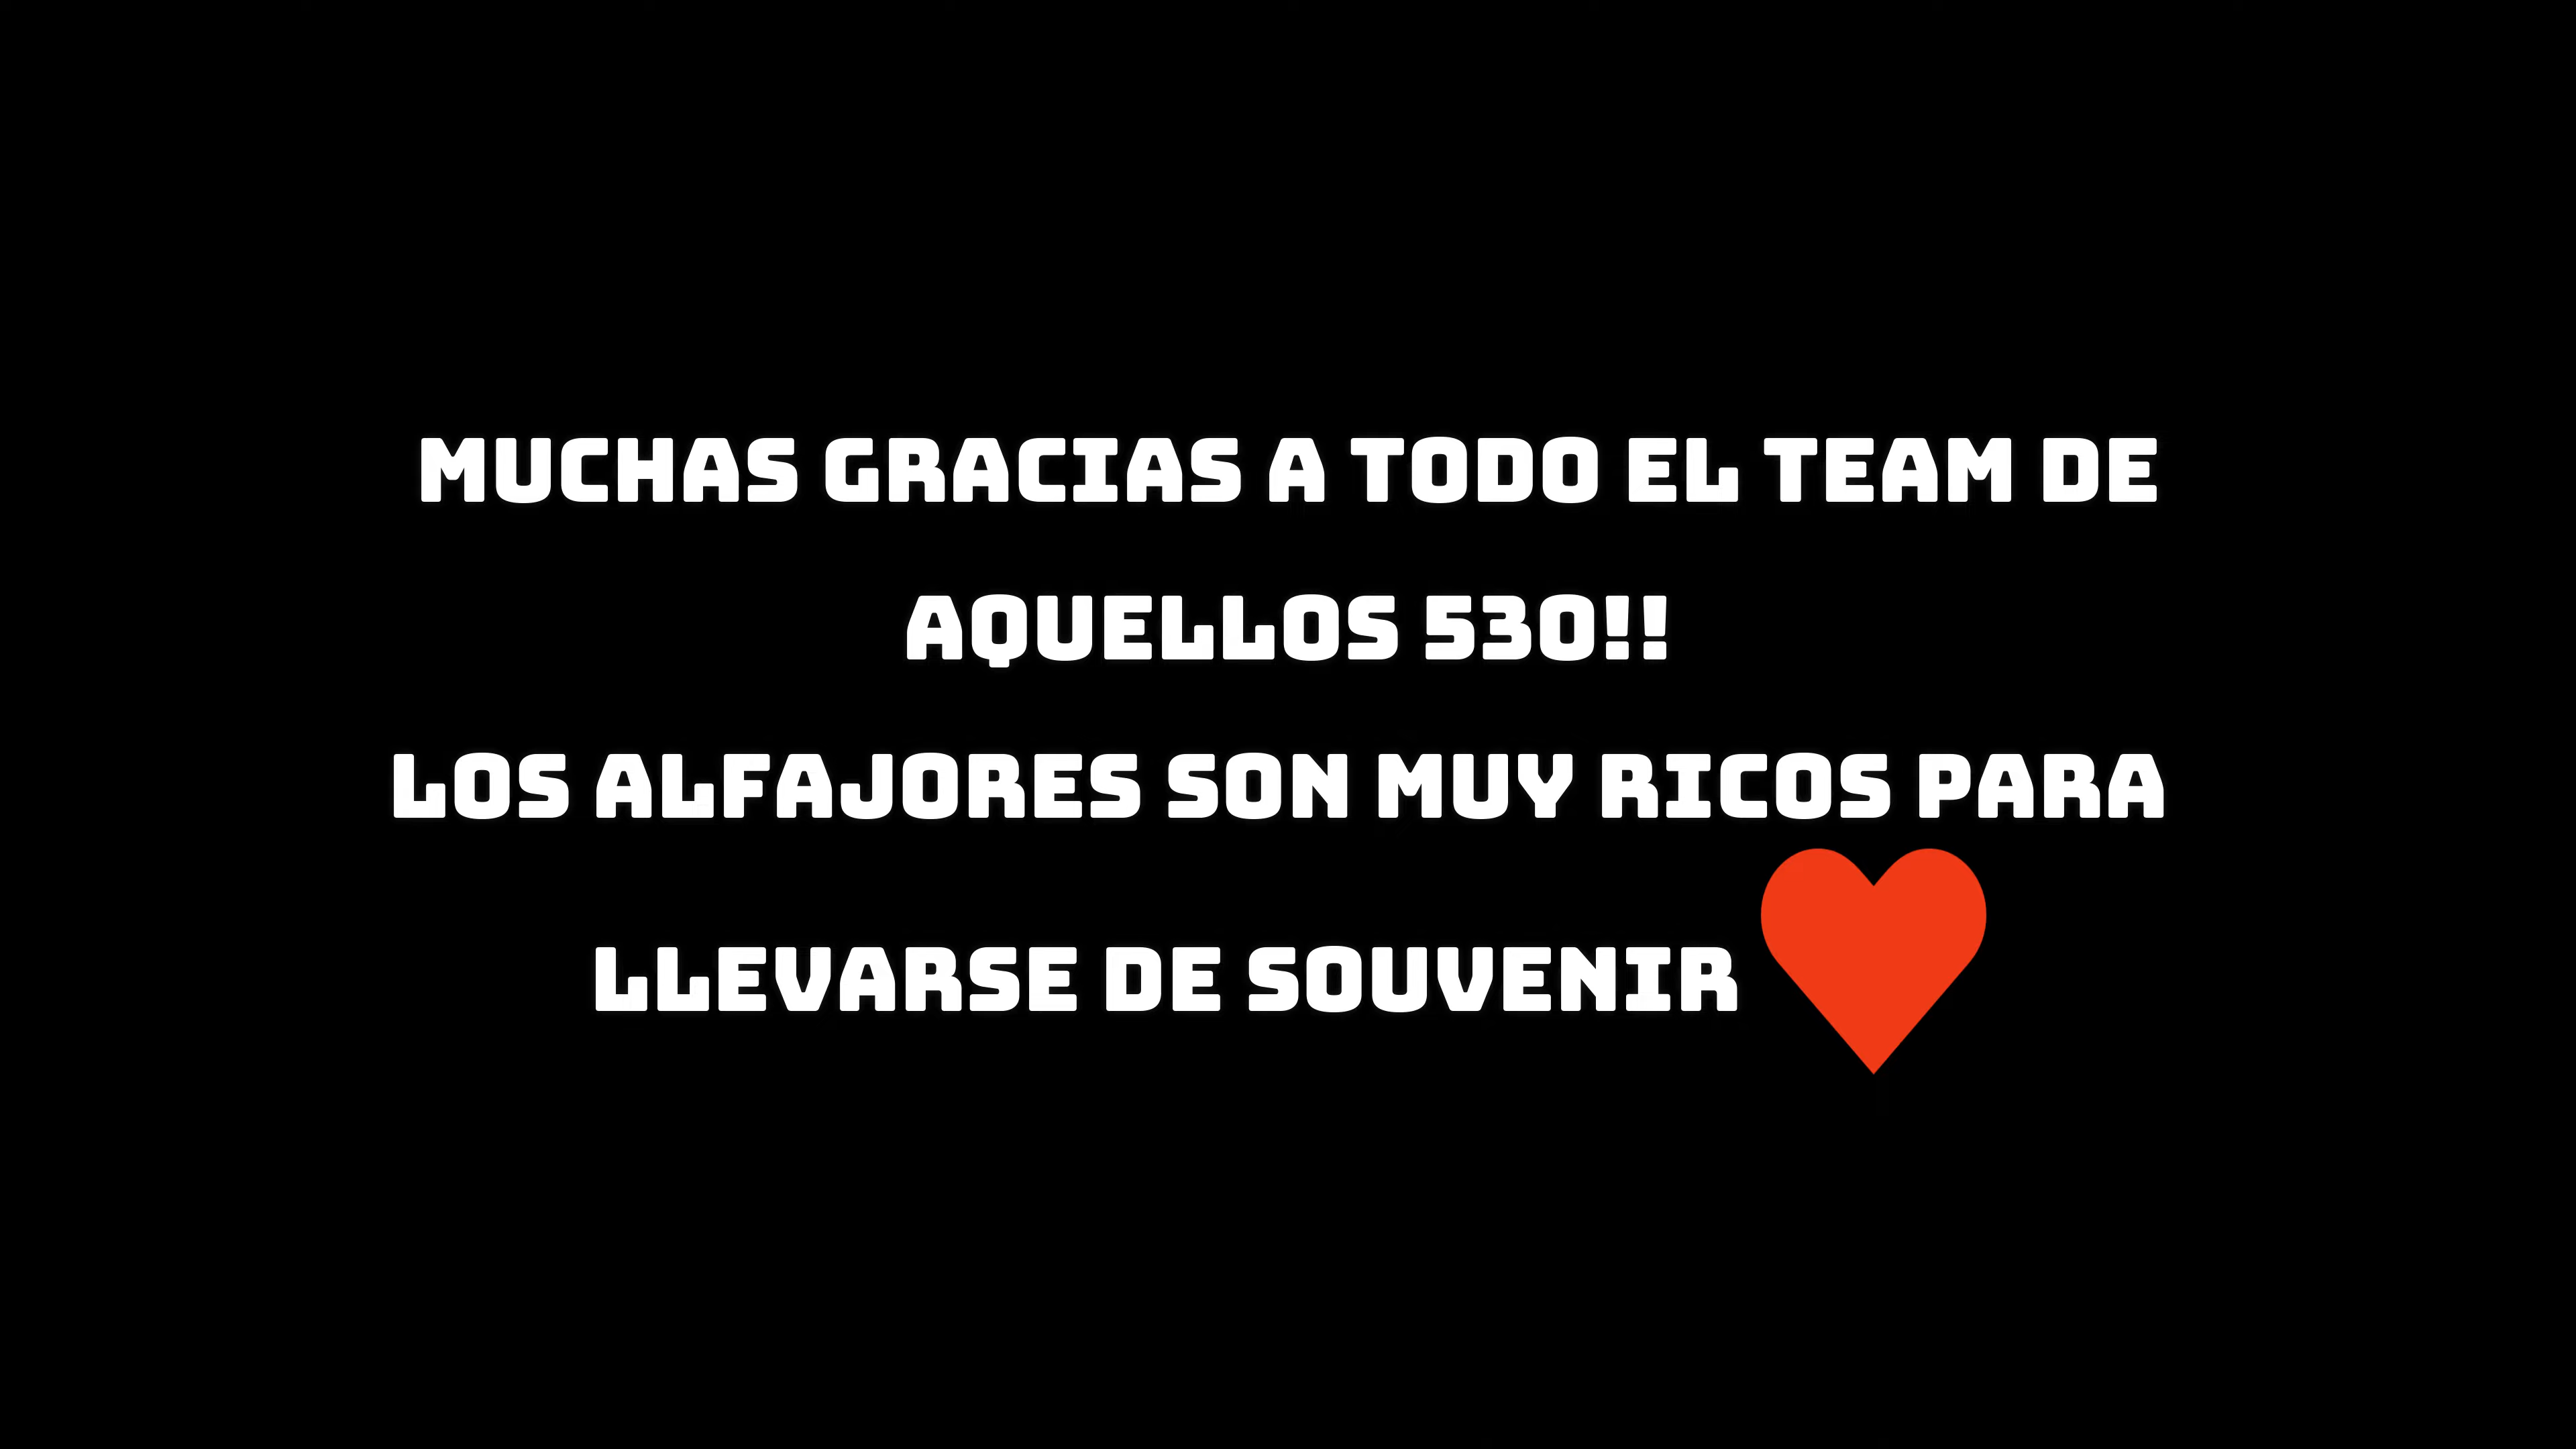 MUCHAS GRACIAS A TODO EL TEAM DE
AQUELLOS 530!!
LOS ALFAJORES SON MUY RICOS PARA
LLEVARSE DE SOUVENIR ♥